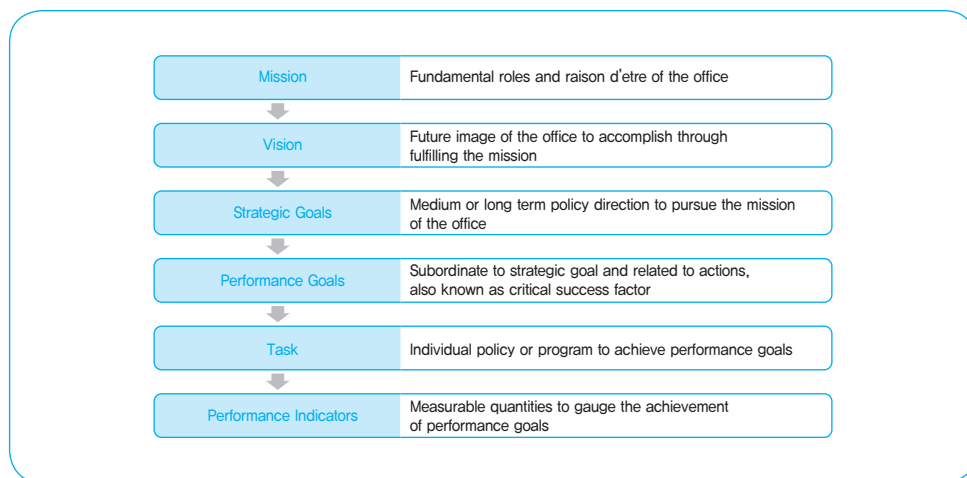 Mission
Fundamental roles and raison d'etre of the office
Vision
Future image of the office to accomplish through
fulfilling the mission
Strategic Goals
Medium or long term policy direction to pursue the mission
of the office
Performance Goals
Subordinate to strategic goal and related to actions,
also known as critical success factor
Task
Individual policy or program to achieve performance goals
Performance Indicators
Measurable quantities to gauge the achievement
of performance goals